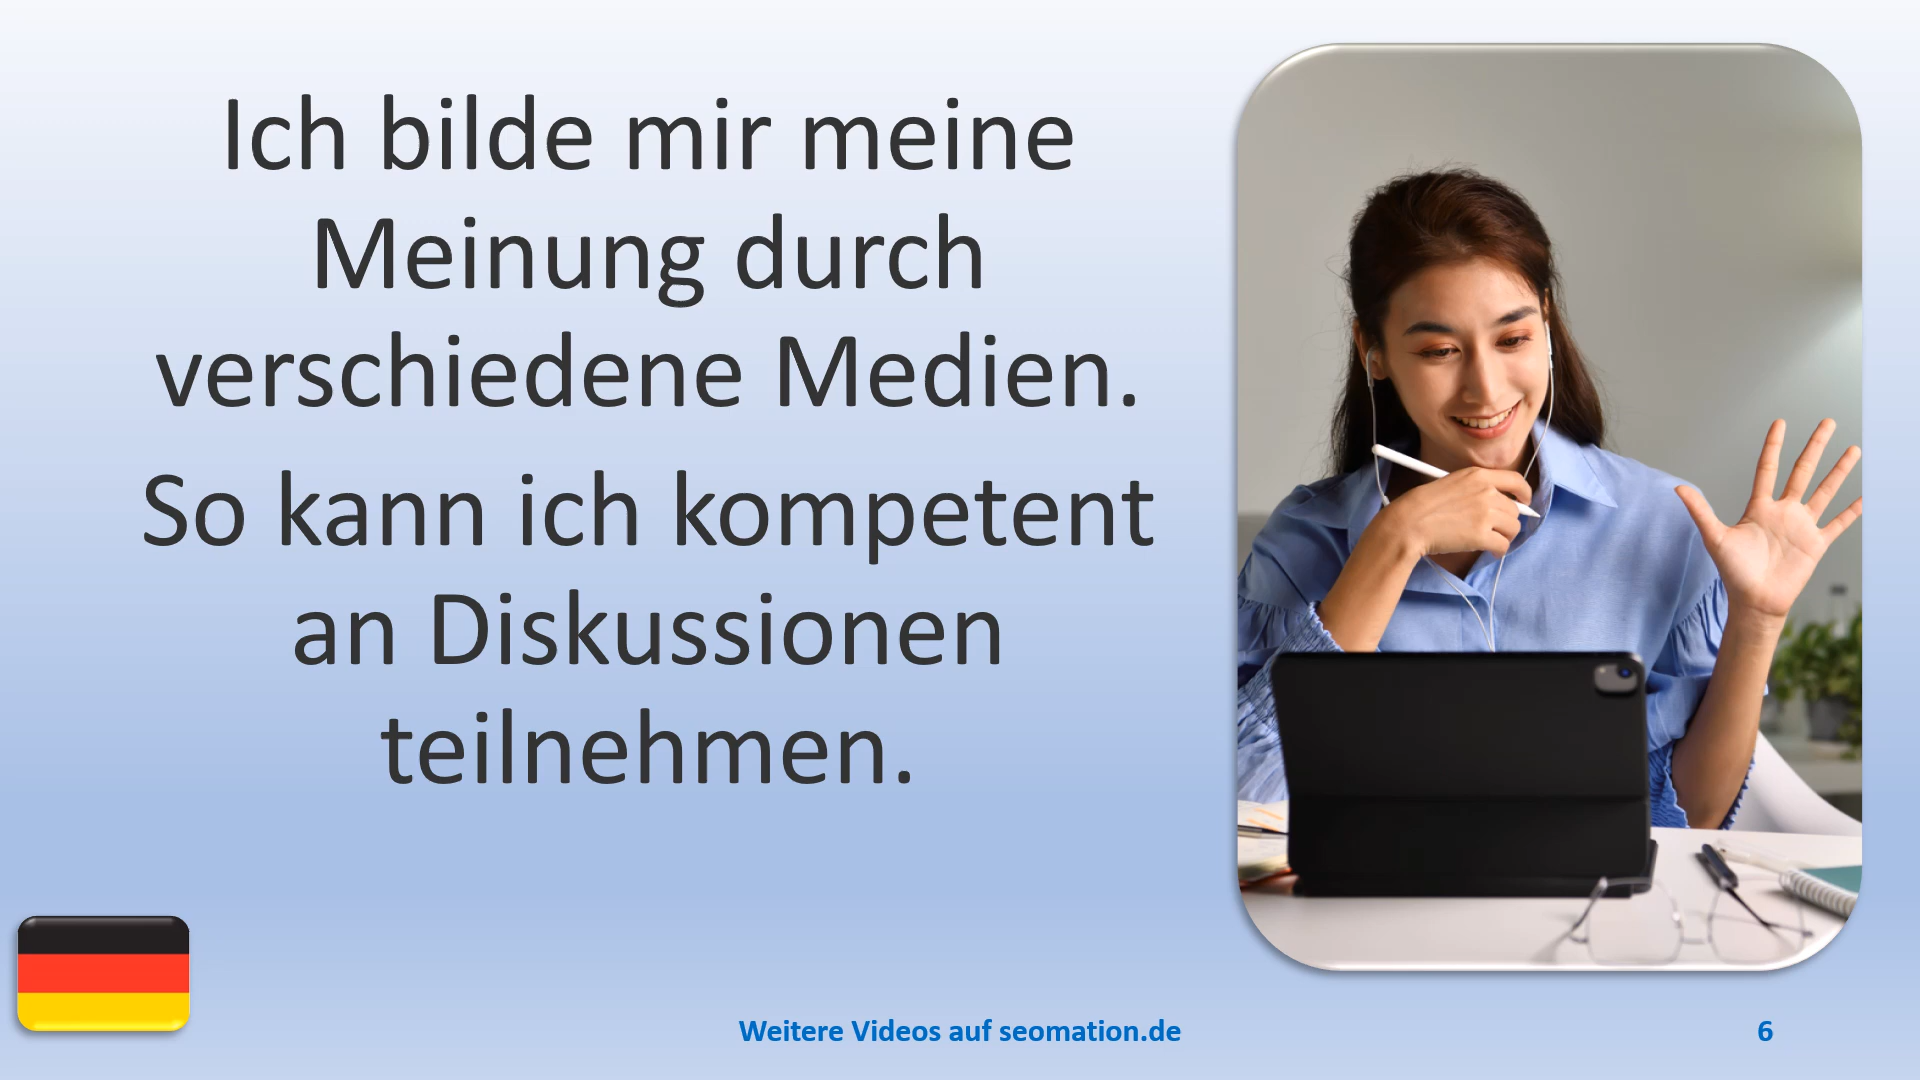 Ich bilde mir meine
Meinung durch
verschiedene Medien.
So kann ich kompetent
an Diskussionen
teilnehmen.
Weitere Videos auf seomation.de
6